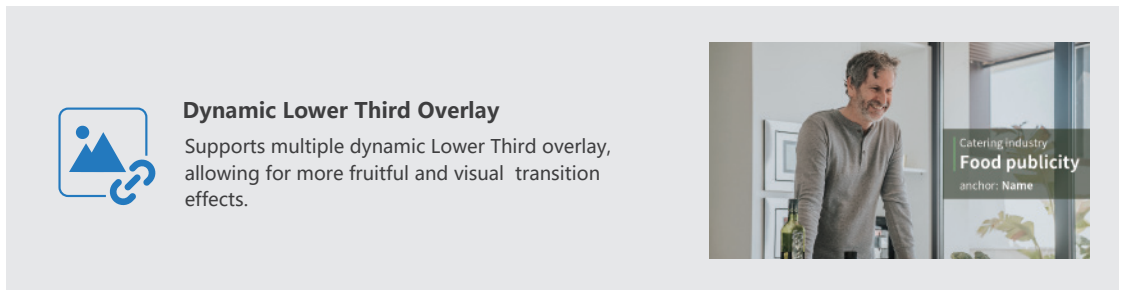 Dynamic Lower Third Overlay
Supports multiple dynamic Lower Third overlay,
allowing for more fruitful and visual transition
effects.
Catering industry
Food publicity
anchor: Name